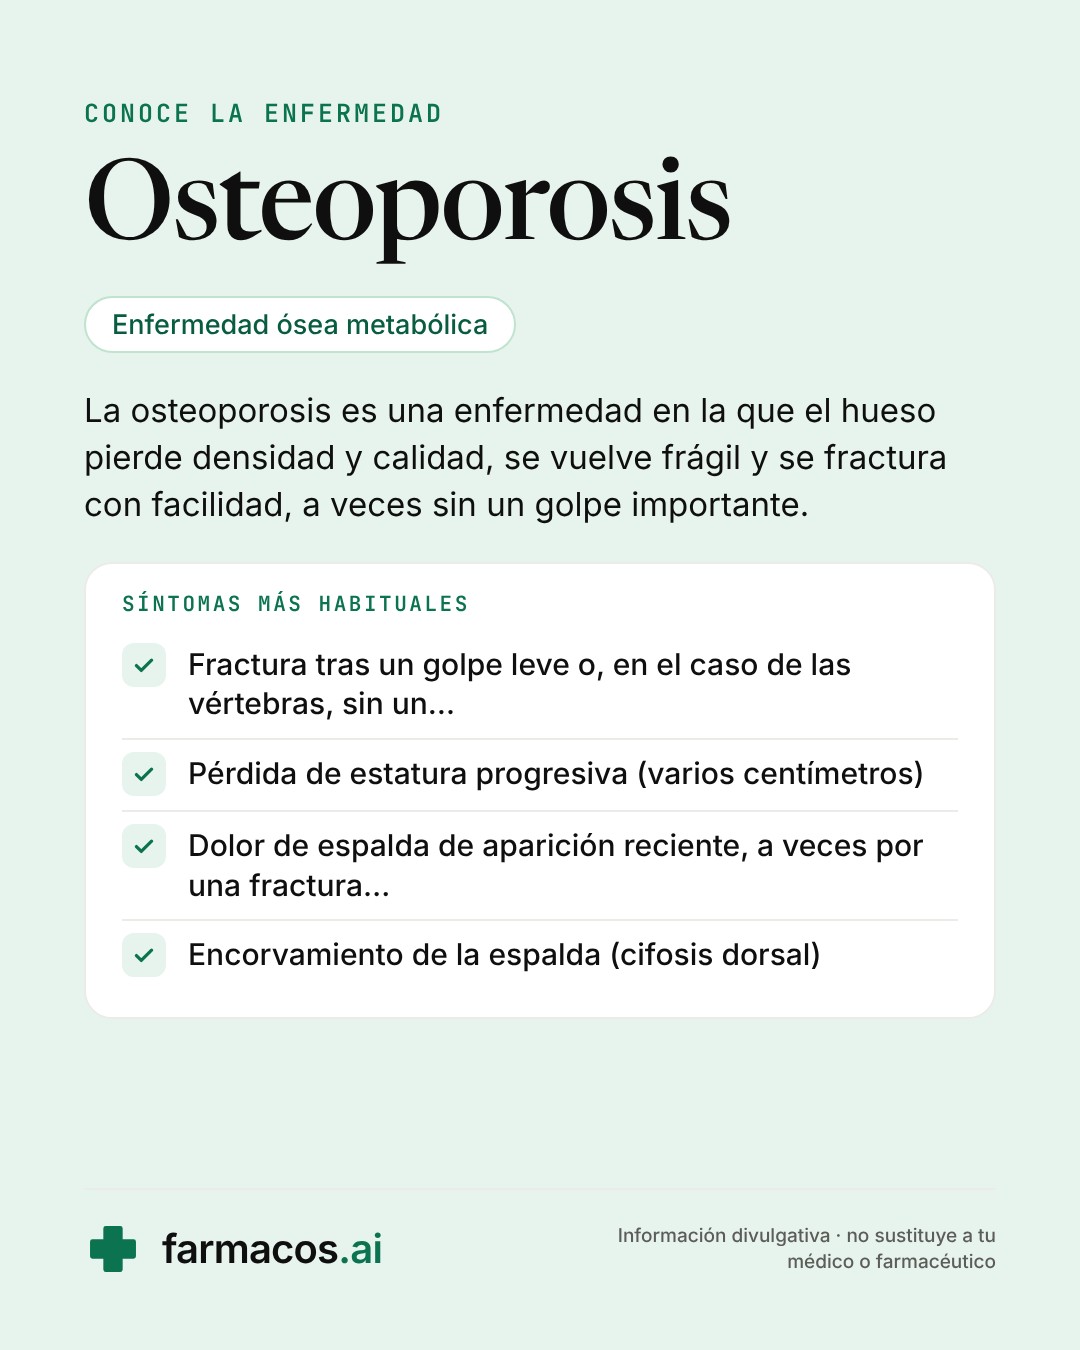 CONOCE LA ENFERMEDAD
Osteoporosis
Enfermedad ósea metabólica
La osteoporosis es una enfermedad en la que el hueso
pierde densidad y calidad, se vuelve frágil y se fractura
con facilidad, a veces sin un golpe importante.
SÍNTOMAS MÁS HABITUALES
Fractura tras un golpe leve o, en el caso de las
vértebras, sin un...
Pérdida de estatura progresiva (varios centímetros)
Dolor de espalda de aparición reciente, a veces por
una fractura...
Encorvamiento de la espalda (cifosis dorsal)
farmacos.ai
Información divulgativa · no sustituye a tu
médico o farmacéutico